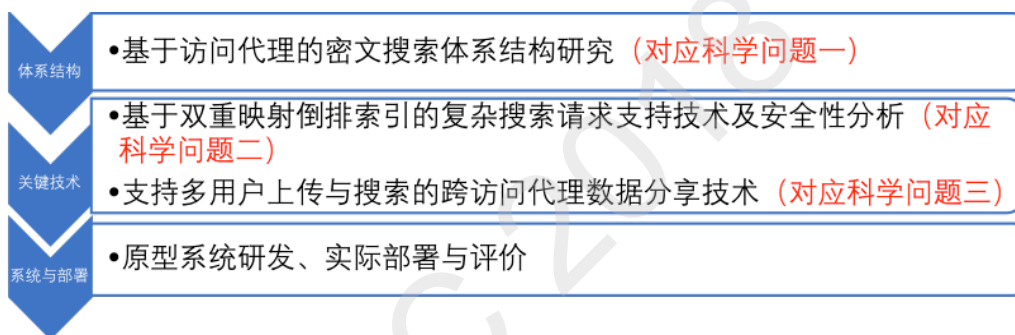 体系结构
•基于访问代理的密文搜索体系结构研究（对应科学问题一）
关键技术
•基于双重映射倒排索引的复杂搜索请求支持技术及安全性分析（对应
科学问题二）
•支持多用户上传与搜索的跨访问代理数据分享技术（对应科学问题三）
系统与部署
•原型系统研发、实际部署与评价
C 2018